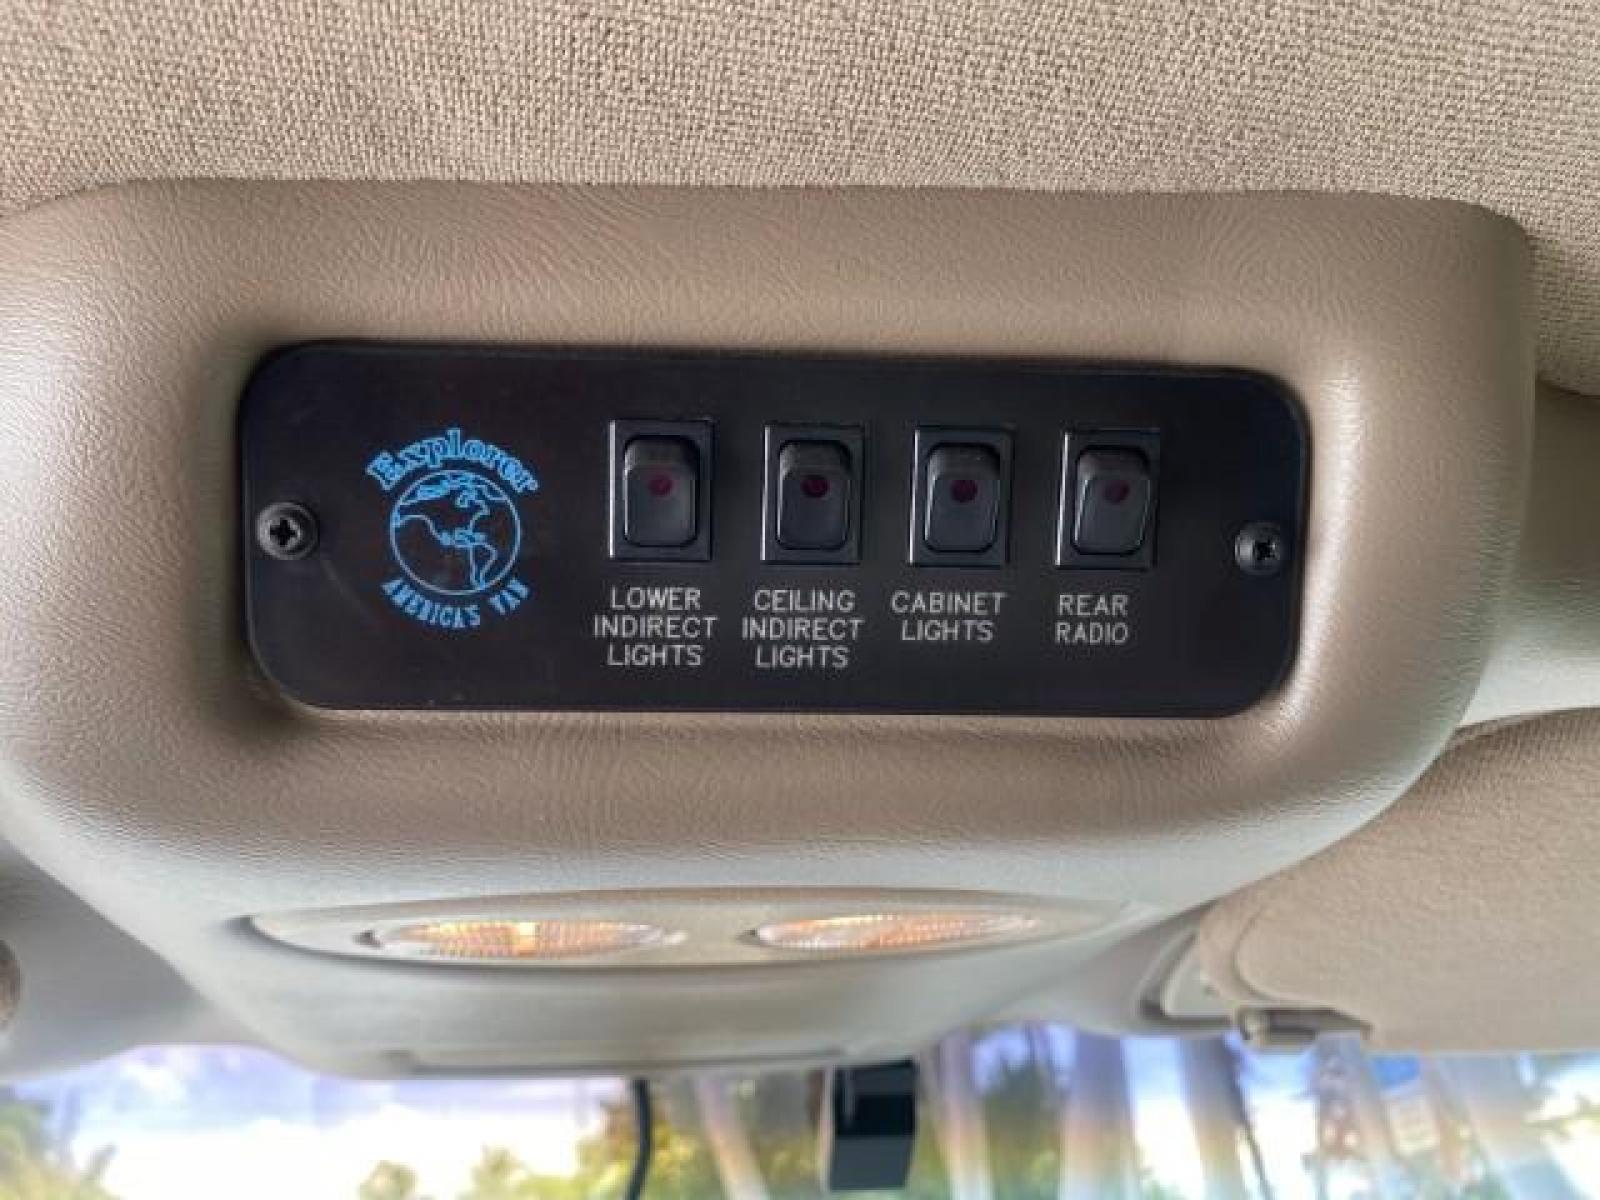 Explorer
AMERICA'S VAN
LOWER
INDIRECT
LIGHTS
CEILING
INDIRECT
LIGHTS
CABINET
LIGHTS
REAR
RADIO